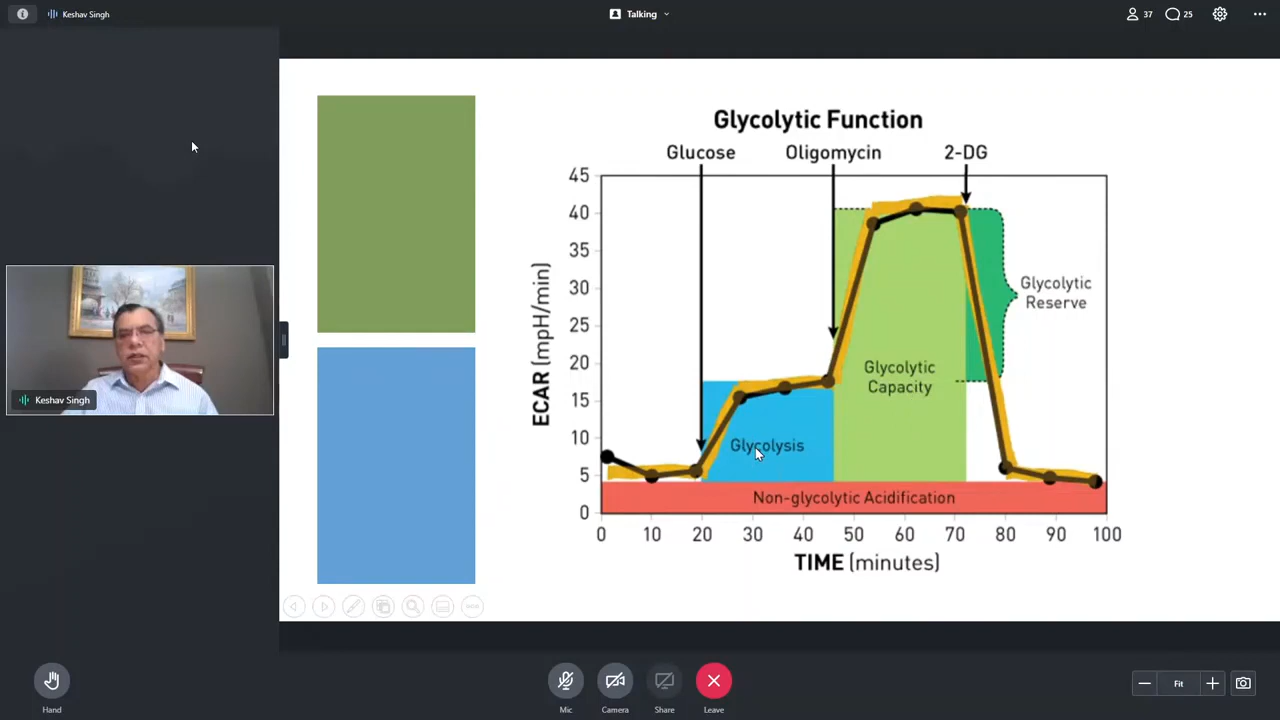 Keshav Singh
Talking
37
25
Keshav Singh
Glycolytic Function
Glucose
Oligomycin
2-DG
45
40
35
30
25
20
15
10
5
0
ECAR (mpH/min)
Glycolytic
Reserve
Glycolytic
Capacity
Glycolysis
Non-glycolytic Acidification
0 10 20 30 40 50 60 70 80 90 100
TIME (minutes)
Hand
Mic
Camera
Share
Leave
Fit